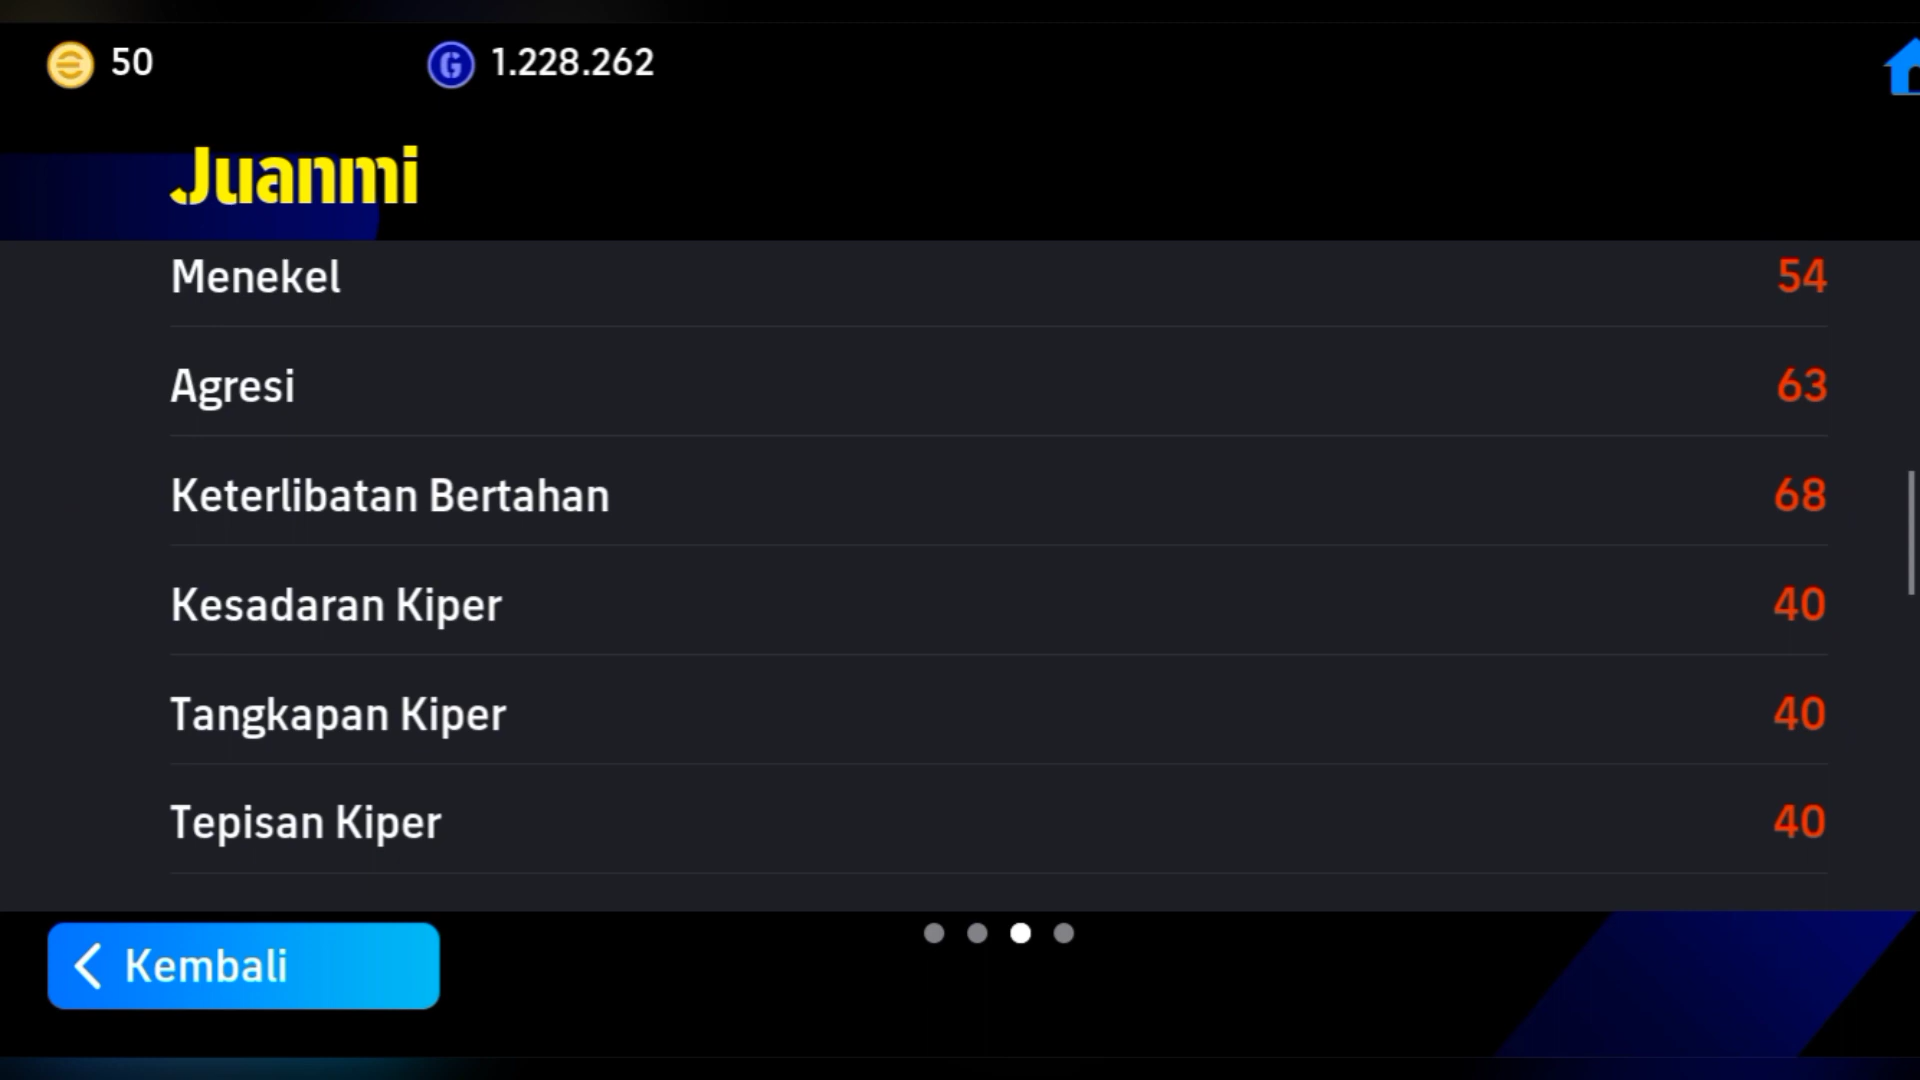 50
1.228.262
Juanmi
Menekel 54
Agresi 63
Keterlibatan Bertahan 68
Kesadaran Kiper 40
Tangkapan Kiper 40
Tepisan Kiper 40
Kembali